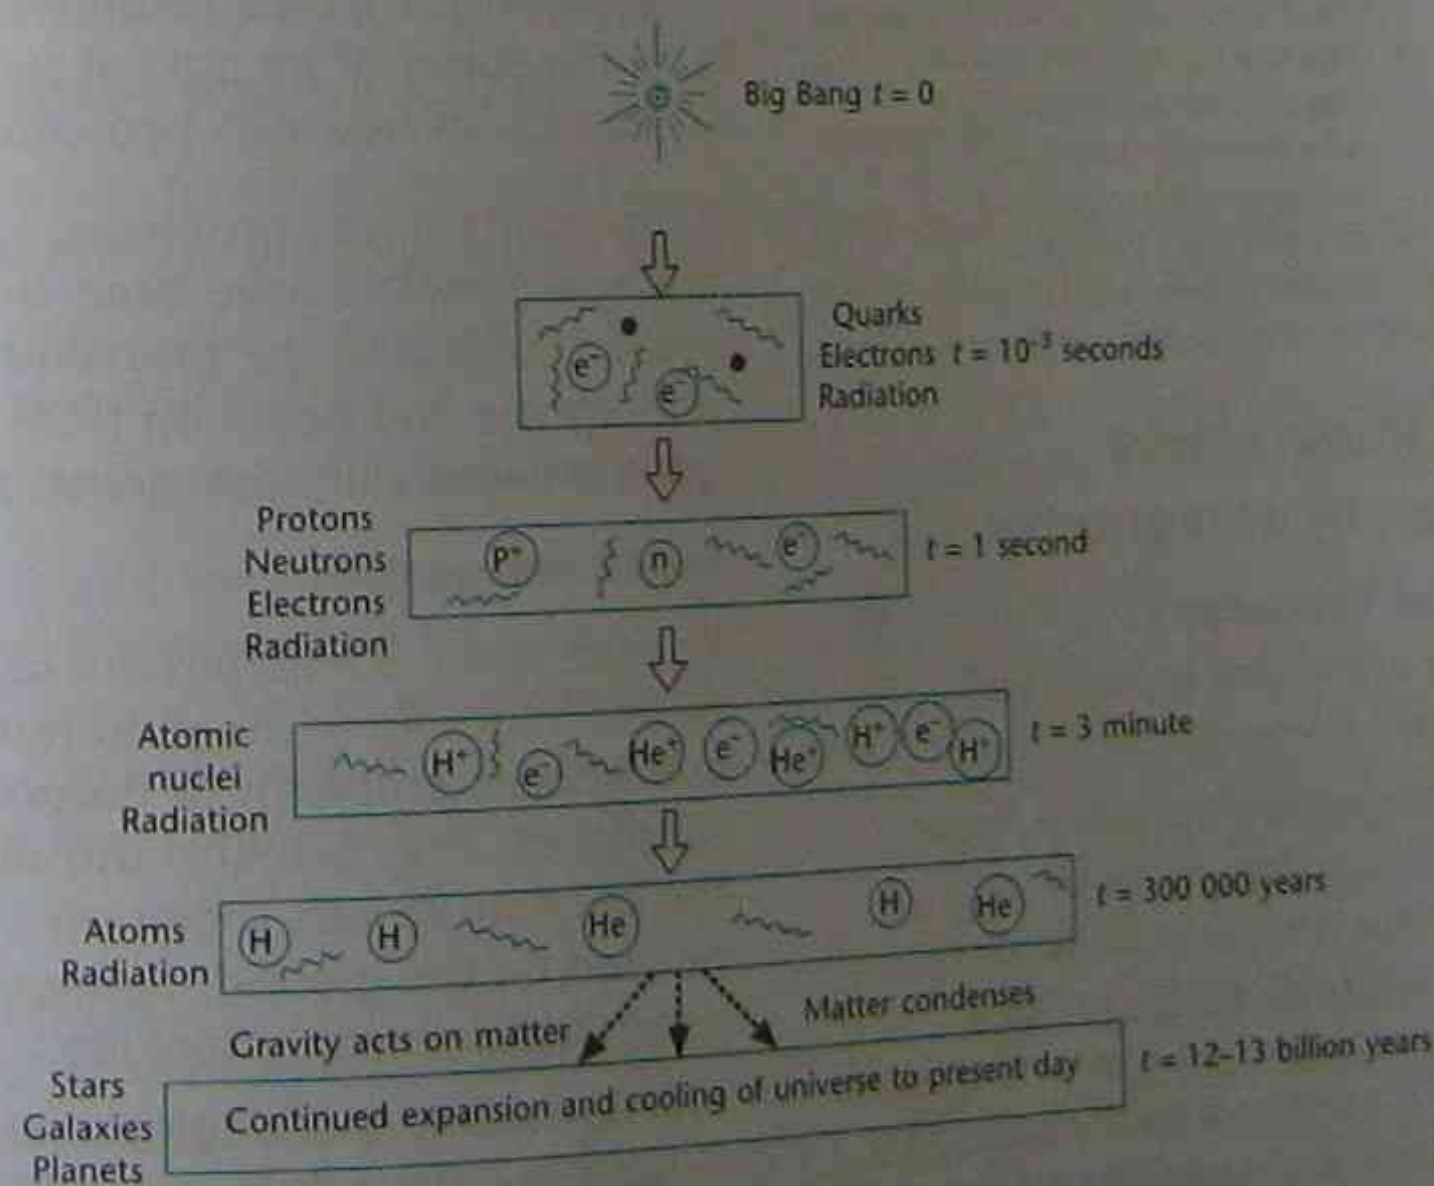 Big Bang t = 0
Quarks
Electrons t = 10⁻³ seconds
Radiation
e⁻
e⁻
Protons
Neutrons
Electrons
Radiation
P⁺ n e⁻
t = 1 second
Atomic
nuclei
Radiation
H⁺ e⁻ He⁺ e⁻ He⁺ H⁺ e⁻ H⁺
t = 3 minute
Atoms
Radiation
H H He H He
t = 300 000 years
Gravity acts on matter
Matter condenses
Stars
Galaxies
Planets
Continued expansion and cooling of universe to present day
t = 12–13 billion years